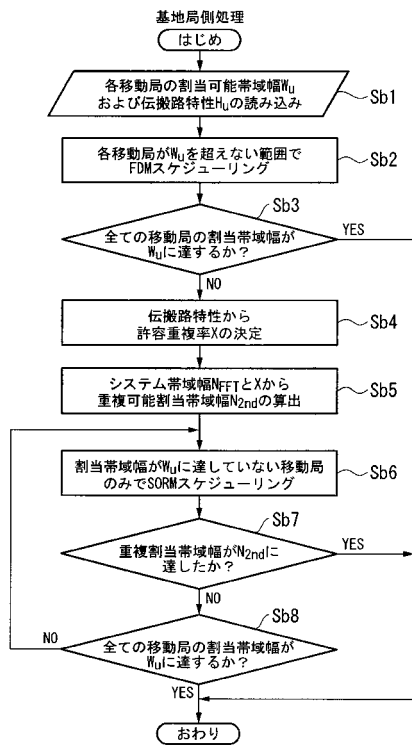 基地局側処理
はじめ
各移動局の割当可能帯域幅Wu
および伝搬路特性Huの読み込み
Sb1
各移動局がWuを超えない範囲で
FDMスケジューリング
Sb2
Sb3
全ての移動局の割当帯域幅が
Wuに達するか?
YES
NO
伝搬路特性から
許容重複率Xの決定
Sb4
システム帯域幅NFFTとXから
重複可能割当帯域幅N2ndの算出
Sb5
割当帯域幅がWuに達していない移動局
のみでSORMスケジューリング
Sb6
Sb7
重複割当帯域幅がN2ndに
達したか?
YES
NO
Sb8
全ての移動局の割当帯域幅が
Wuに達するか?
NO
YES
おわり